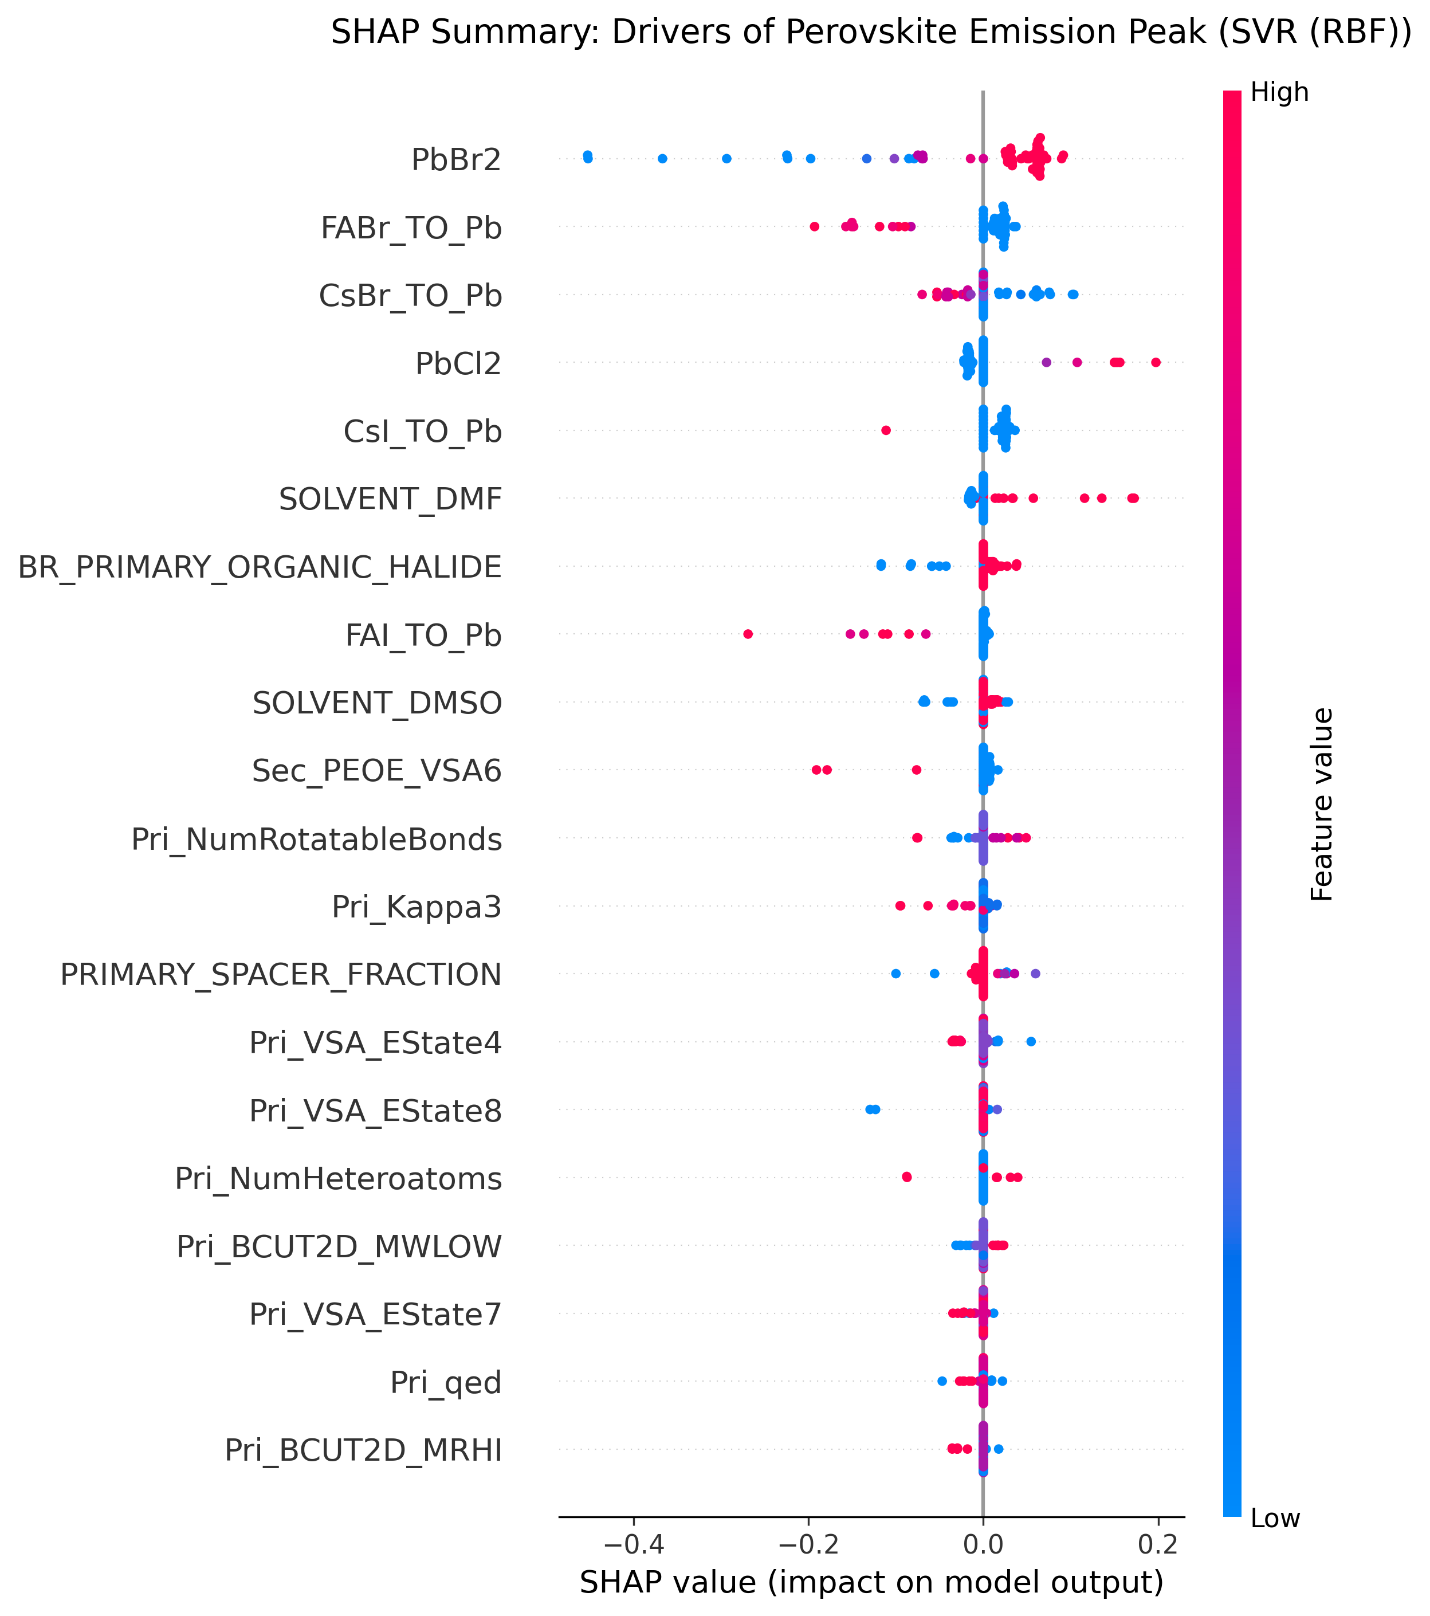 SHAP Summary: Drivers of Perovskite Emission Peak (SVR (RBF))
High
PbBr2
FABr_TO_Pb
CsBr_TO_Pb
PbCl2
CsI_TO_Pb
SOLVENT_DMF
BR_PRIMARY_ORGANIC_HALIDE
FAI_TO_Pb
SOLVENT_DMSO
Sec_PEOE_VSA6
Pri_NumRotatableBonds
Pri_Kappa3
PRIMARY_SPACER_FRACTION
Pri_VSA_EState4
Pri_VSA_EState8
Pri_NumHeteroatoms
Pri_BCUT2D_MWLOW
Pri_VSA_EState7
Pri_qed
Pri_BCUT2D_MRHI
Feature value
Low
−0.4 −0.2 0.0 0.2
SHAP value (impact on model output)